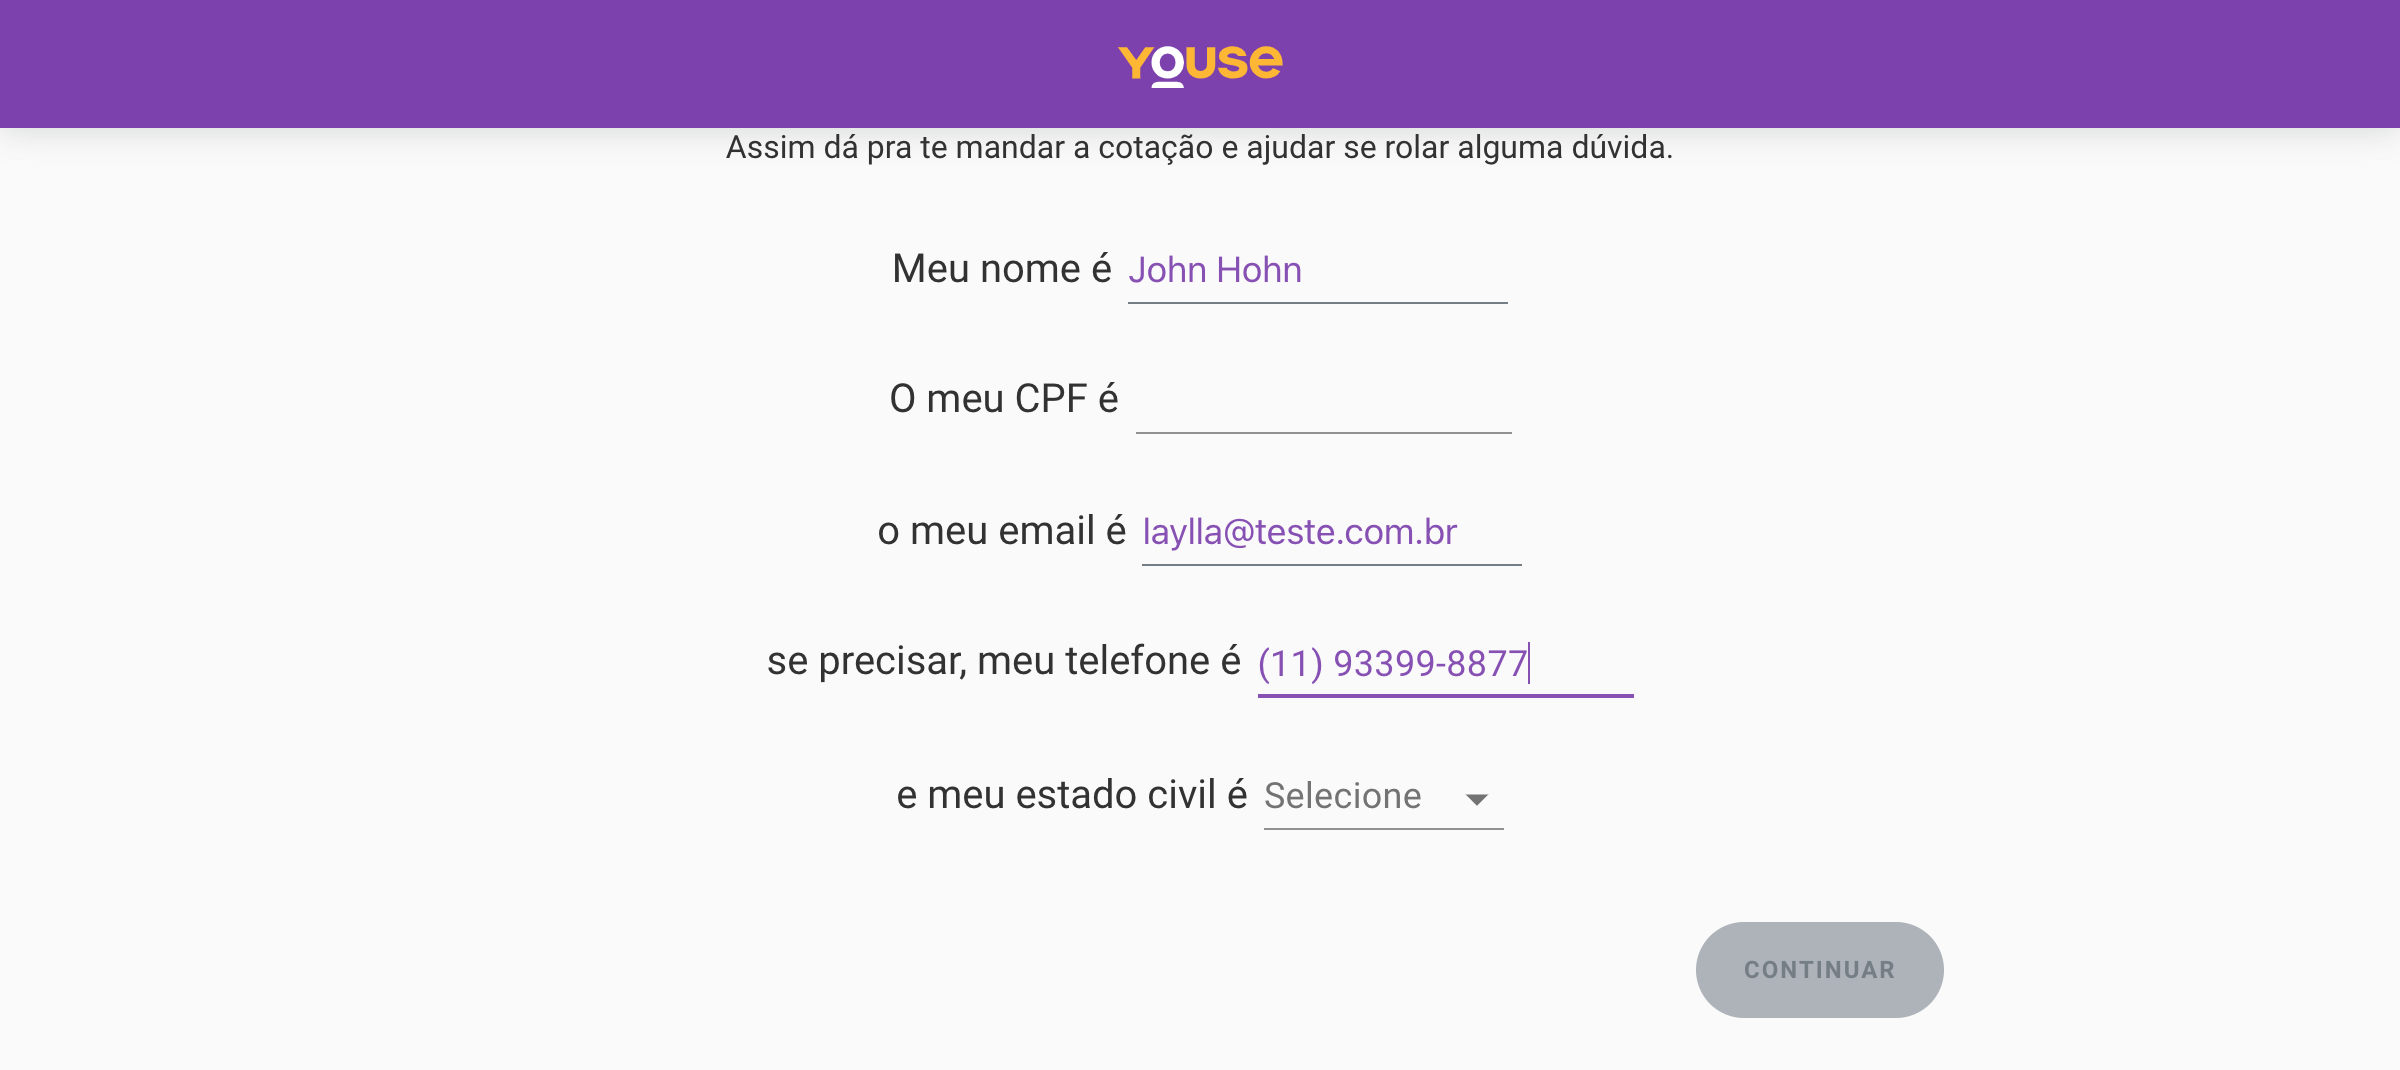 YOUSE
Assim dá pra te mandar a cotação e ajudar se rolar alguma dúvida.
Meu nome é John Hohn
O meu CPF é
o meu email é laylla@teste.com.br
se precisar, meu telefone é (11) 93399-8877
e meu estado civil é Selecione
CONTINUAR